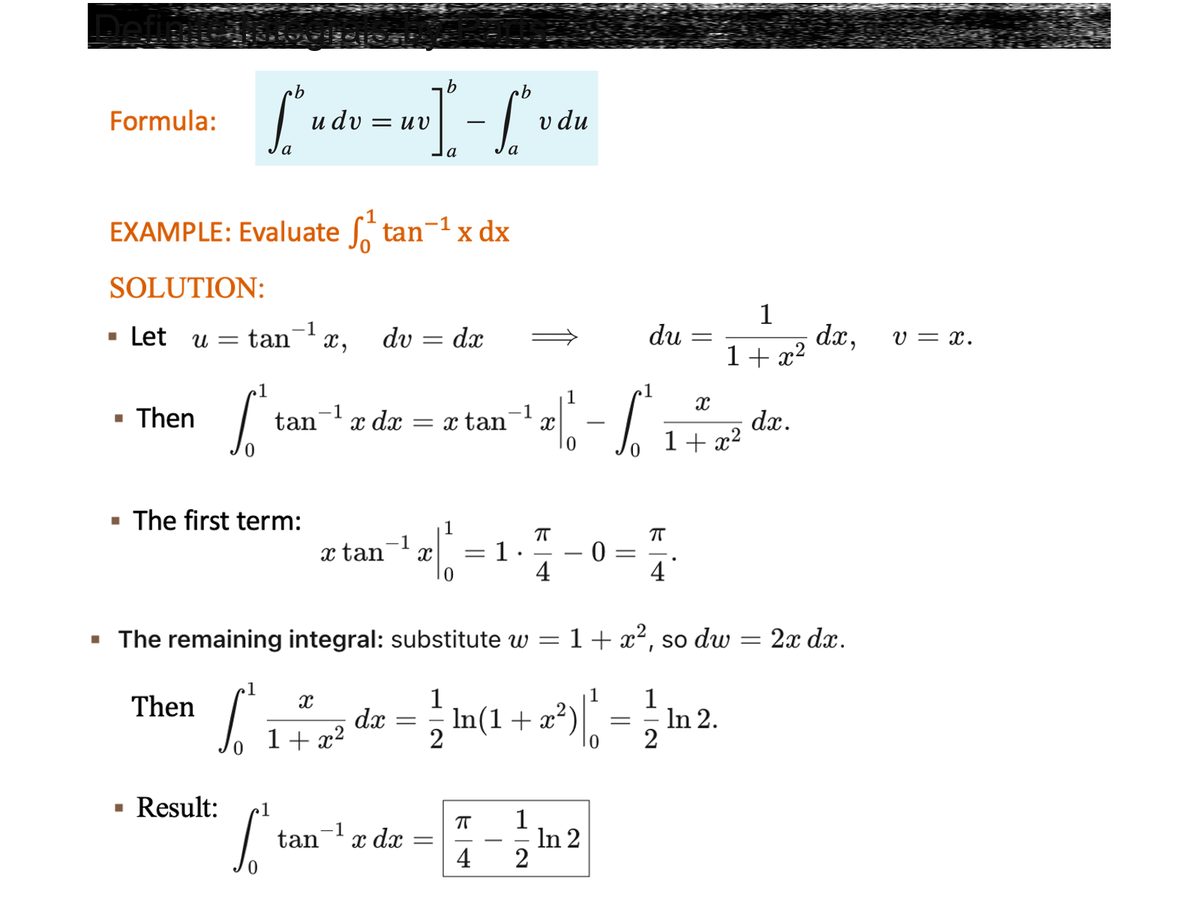 Formula: ∫_a^b u dv = uv]_a^b − ∫_a^b v du
EXAMPLE: Evaluate ∫_0^1 tan⁻¹ x dx
SOLUTION:
▪ Let u = tan⁻¹ x, dv = dx ⟹ du = 1/(1 + x²) dx, v = x.
▪ Then ∫_0^1 tan⁻¹ x dx = x tan⁻¹ x|_0^1 − ∫_0^1 x/(1 + x²) dx.
▪ The first term:
x tan⁻¹ x|_0^1 = 1 · π/4 − 0 = π/4.
▪ The remaining integral: substitute w = 1 + x², so dw = 2x dx.
Then ∫_0^1 x/(1 + x²) dx = 1/2 ln(1 + x²)|_0^1 = 1/2 ln 2.
▪ Result: ∫_0^1 tan⁻¹ x dx = π/4 − 1/2 ln 2